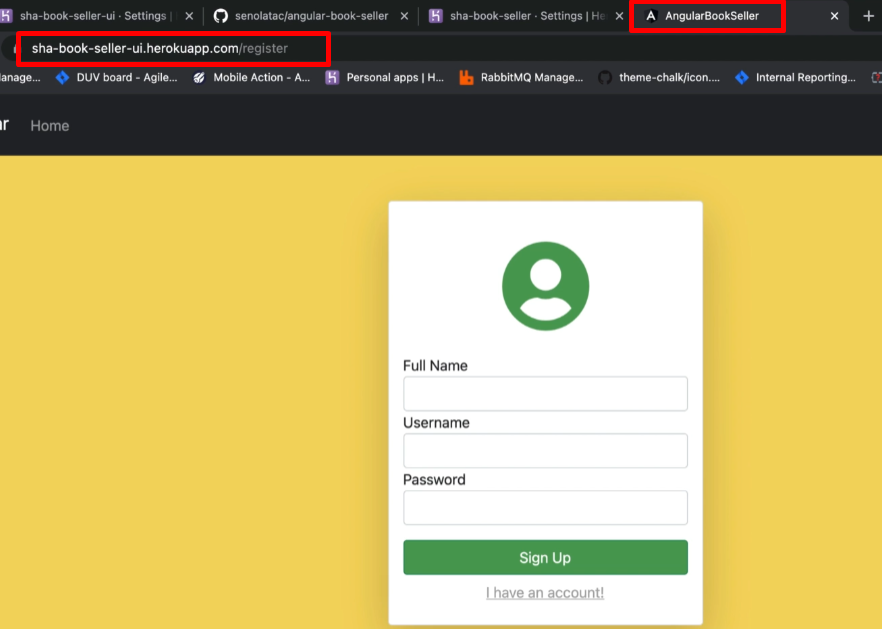 sha-book-seller-ui · Settings | senolatac/angular-book-seller sha-book-seller · Settings | He AngularBookSeller
sha-book-seller-ui.herokuapp.com/register
anage... DUV board - Agile... Mobile Action - A... Personal apps | H... RabbitMQ Manage... theme-chalk/icon.... Internal Reporting...
ar Home
Full Name
Username
Password
Sign Up
I have an account!